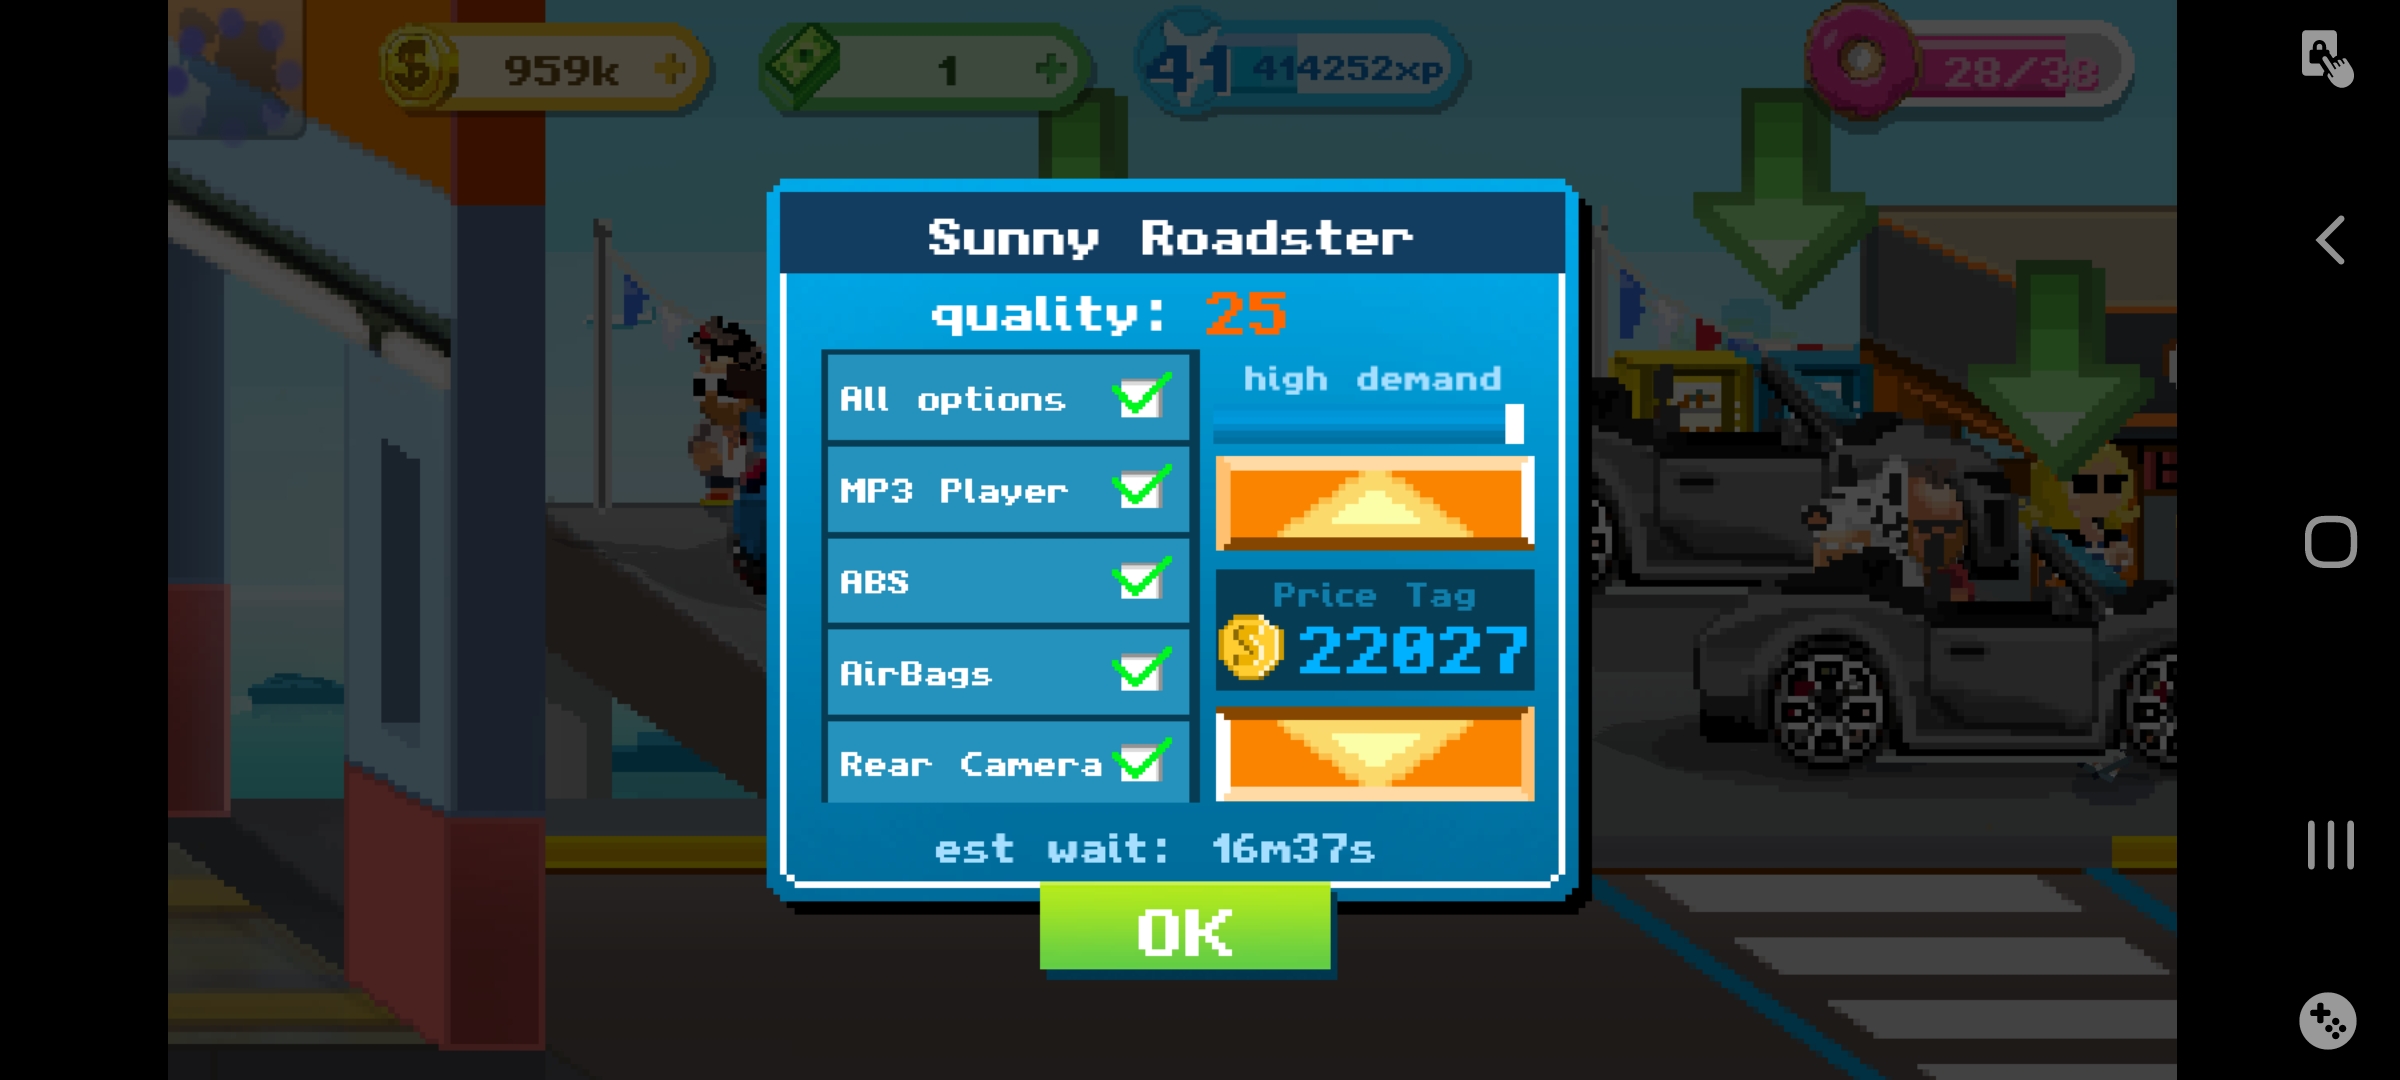 959k
1
41
414252xp
28/38
Sunny Roadster
quality: 25
high demand
All options
MP3 Player
ABS
AirBags
Rear Camera
Price Tag
22027
est wait: 16m37s
OK